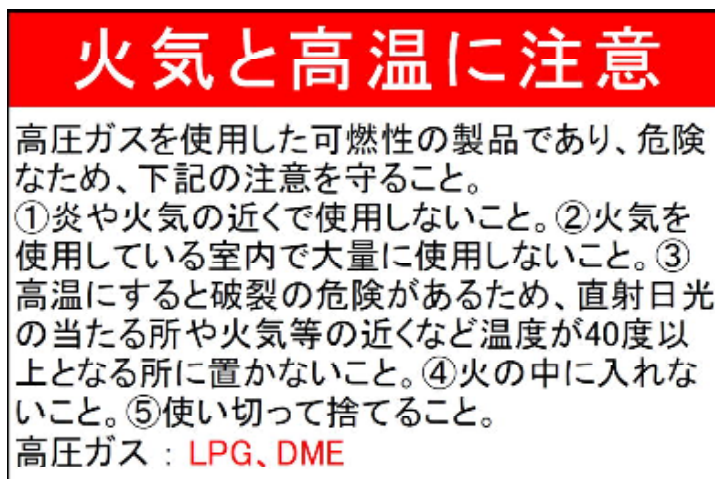 火気と高温に注意
高圧ガスを使用した可燃性の製品であり、危険
なため、下記の注意を守ること。
①炎や火気の近くで使用しないこと。②火気を
使用している室内で大量に使用しないこと。③
高温にすると破裂の危険があるため、直射日光
の当たる所や火気等の近くなど温度が40度以
上となる所に置かないこと。④火の中に入れな
いこと。⑤使い切って捨てること。
高圧ガス：LPG、DME